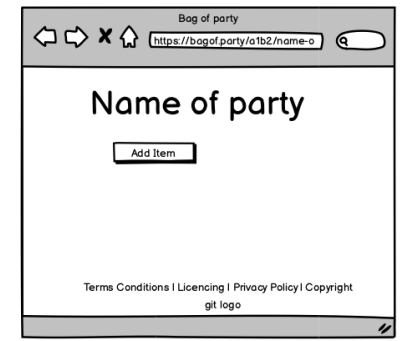 Bag of party
https://bagof.party/a1b2/name-o
Name of party
Add Item
Terms Conditions | Licencing | Privacy Policy | Copyright
git logo